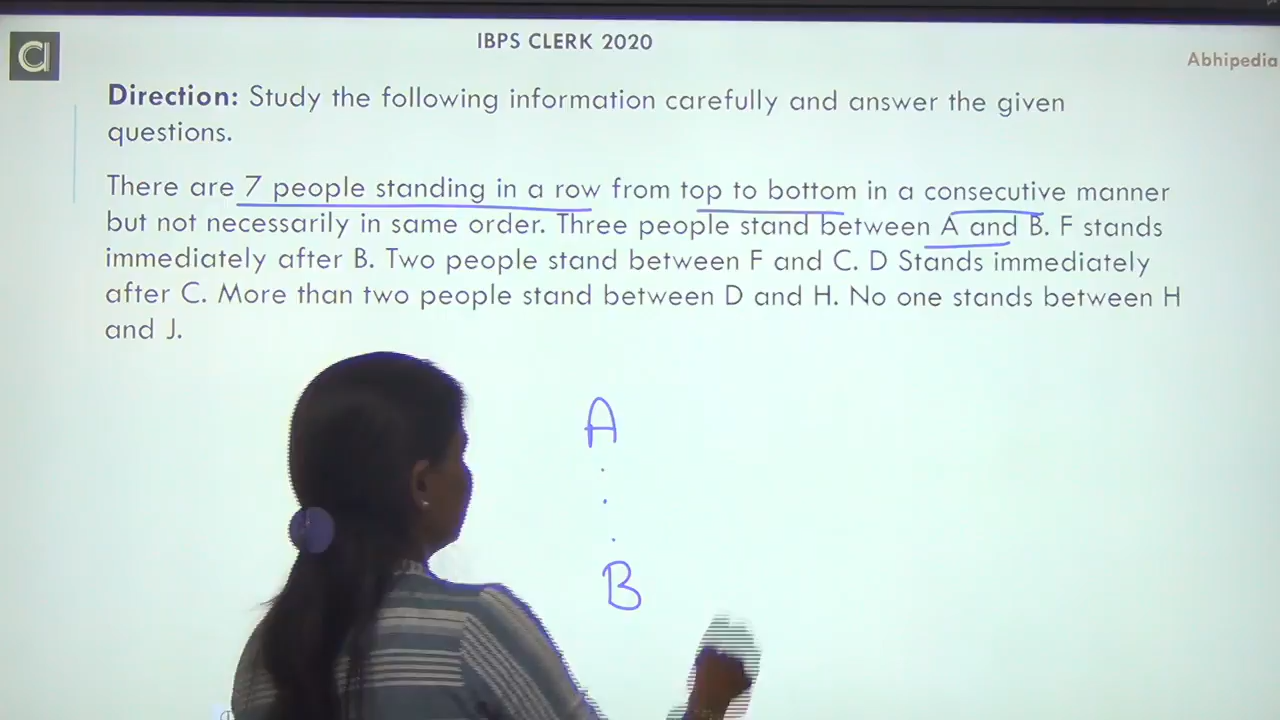 IBPS CLERK 2020
Abhipedia
Direction: Study the following information carefully and answer the given
questions.
There are 7 people standing in a row from top to bottom in a consecutive manner
but not necessarily in same order. Three people stand between A and B. F stands
immediately after B. Two people stand between F and C. D Stands immediately
after C. More than two people stand between D and H. No one stands between H
and J.
A
B